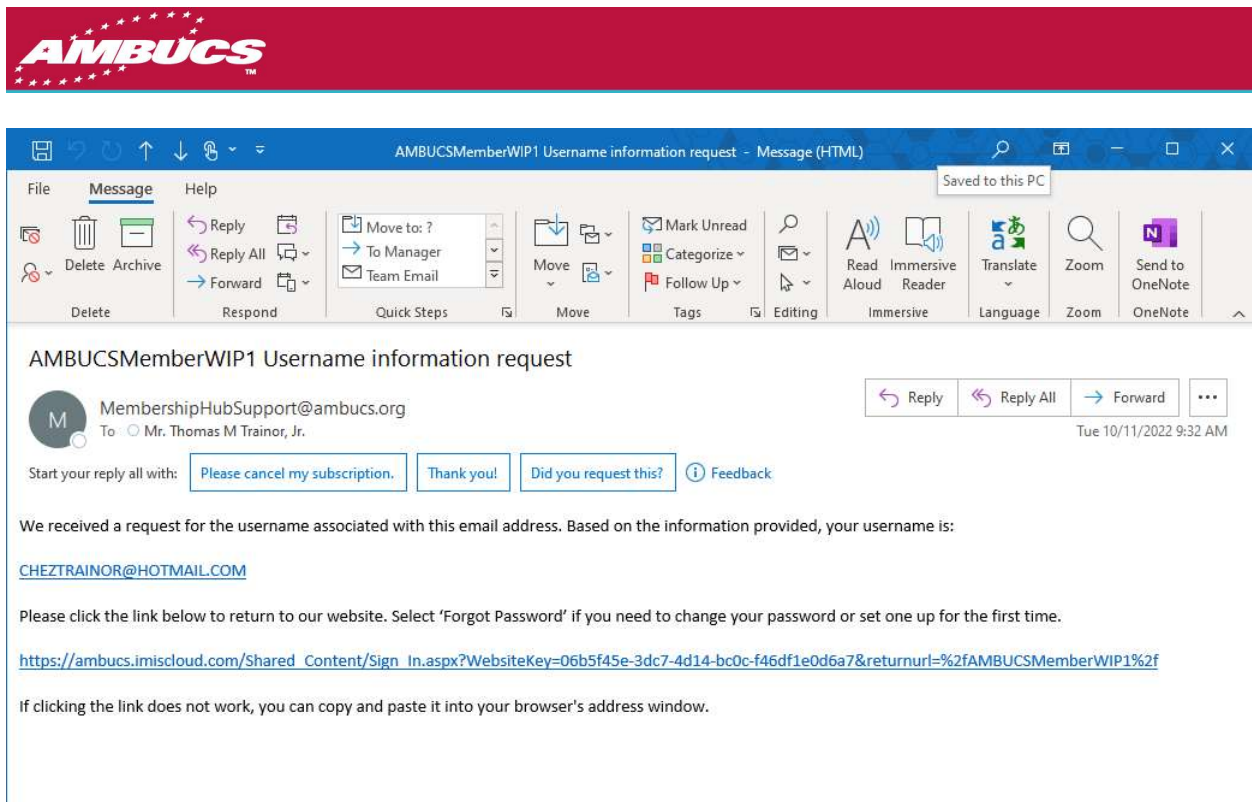 AMBUCS TM
AMBUCSMemberWIP1 Username information request - Message (HTML)
Saved to this PC
File Message Help
Delete Archive
Reply
Reply All
Forward
Move to: ?
To Manager
Team Email
Move
Mark Unread
Categorize
Follow Up
Read Aloud
Immersive Reader
Translate
Zoom
Send to OneNote
Delete Respond Quick Steps Move Tags Editing Immersive Language Zoom OneNote
AMBUCSMemberWIP1 Username information request
M
MembershipHubSupport@ambucs.org
To Mr. Thomas M Trainor, Jr.
Reply Reply All Forward ...
Tue 10/11/2022 9:32 AM
Start your reply all with: Please cancel my subscription. Thank you! Did you request this? Feedback
We received a request for the username associated with this email address. Based on the information provided, your username is:
CHEZTRAINOR@HOTMAIL.COM
Please click the link below to return to our website. Select ‘Forgot Password’ if you need to change your password or set one up for the first time.
https://ambucs.imiscloud.com/Shared_Content/Sign_In.aspx?WebsiteKey=06b5f45e-3dc7-4d14-bc0c-f46df1e0d6a7&returnurl=%2fAMBUCSMemberWIP1%2f
If clicking the link does not work, you can copy and paste it into your browser's address window.